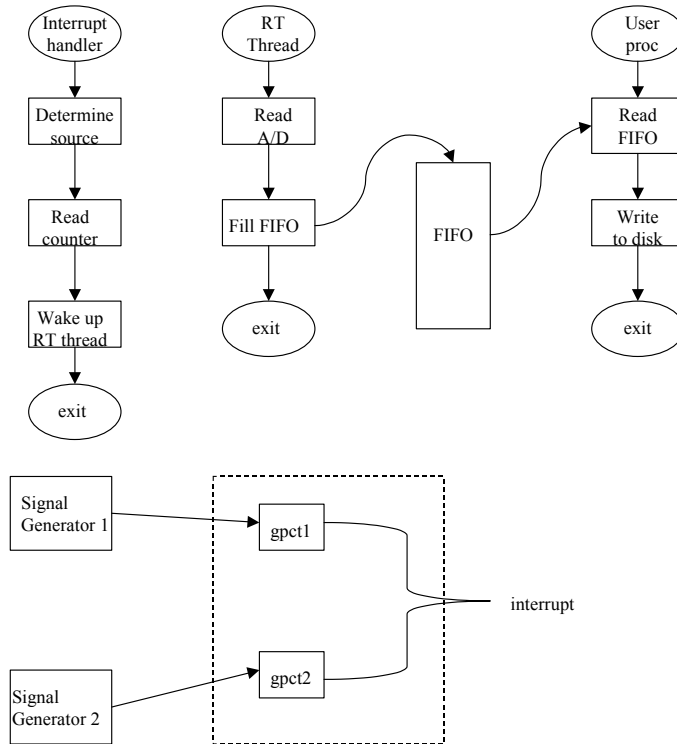 Interrupt
handler
Determine
source
Read
counter
Wake up
RT thread
exit
RT
Thread
Read
A/D
Fill FIFO
exit
FIFO
User
proc
Read
FIFO
Write
to disk
exit
Signal
Generator 1
gpct1
interrupt
gpct2
Signal
Generator 2